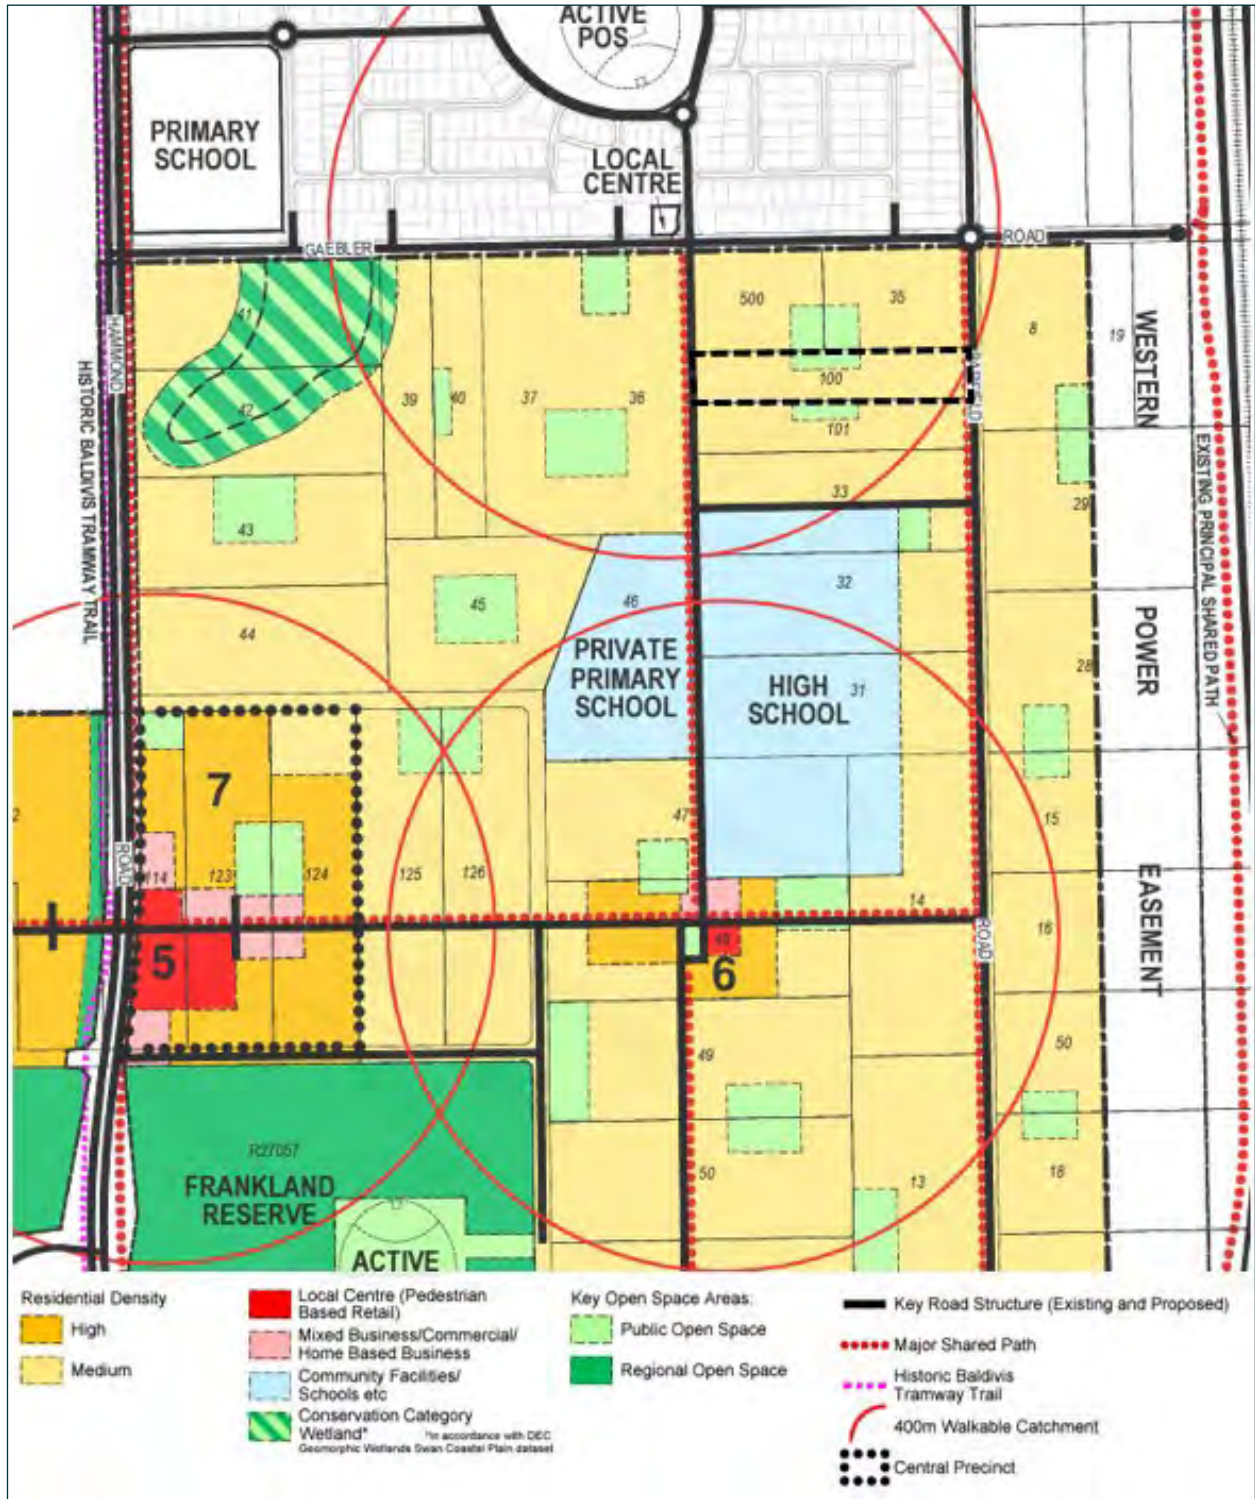 ACTIVE
POS
PRIMARY
SCHOOL
LOCAL
CENTRE
GAEBLER
ROAD
HAMMOND
HISTORIC BALDIVIS TRAMWAY TRAIL
41
42
39
40
37
36
500
35
100
101
33
8
19
WESTERN
EXISTING PRINCIPAL SHARED PATH
29
43
44
45
46
PRIVATE
PRIMARY
SCHOOL
32
HIGH
SCHOOL
31
28
POWER
7
47
15
ROAD
114
123
124
125
126
14
16
EASEMENT
ROAD
5
6
49
50
50
R27057
FRANKLAND
RESERVE
50
13
18
ACTIVE
Residential Density
High
Medium
Local Centre (Pedestrian
Based Retail)
Mixed Business/Commercial/
Home Based Business
Community Facilities/
Schools etc
Conservation Category
Wetland*
*In accordance with DEC
Geomorphic Wetlands Swan Coastal Plain dataset
Key Open Space Areas:
Public Open Space
Regional Open Space
Key Road Structure (Existing and Proposed)
Major Shared Path
Historic Baldivis
Tramway Trail
400m Walkable Catchment
Central Precinct